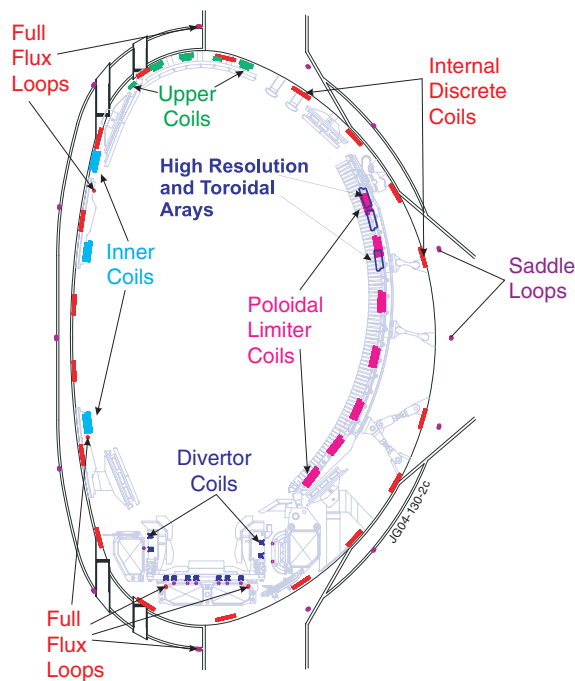 Full
Flux
Loops
Upper
Coils
Internal
Discrete
Coils
High Resolution
and Toroidal
Arays
Inner
Coils
Saddle
Loops
Poloidal
Limiter
Coils
Divertor
Coils
JG04-130-2c
Full
Flux
Loops